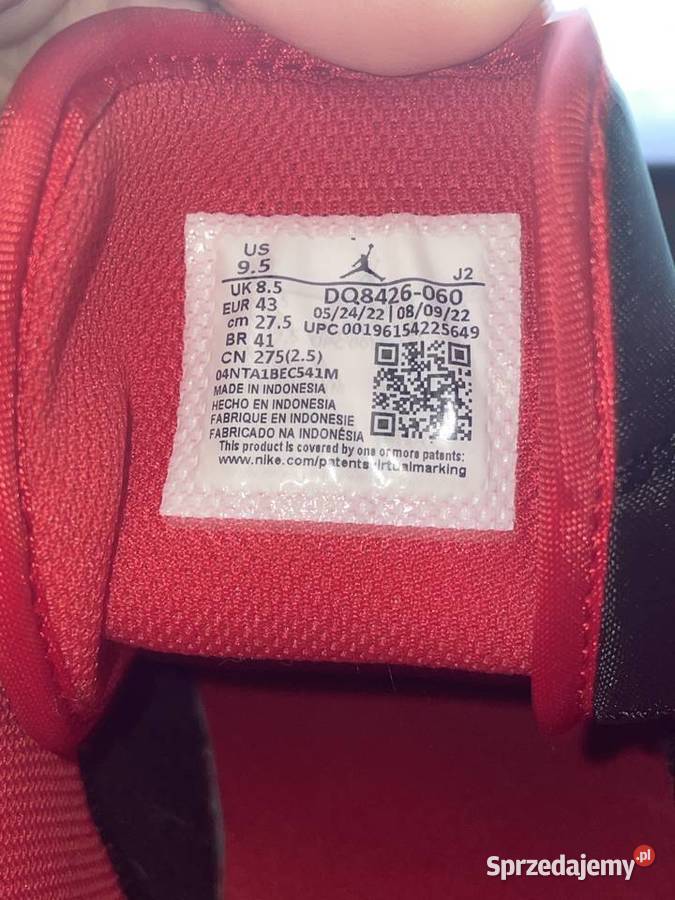 US
9.5
J2
UK 8.5
DQ8426-060
EUR 43
05/24/22 | 08/09/22
cm 27.5
UPC 00196154225649
BR 41
CN 275(2.5)
04NTA1BEC541M
MADE IN INDONESIA
HECHO EN INDONESIA
FABRIQUE EN INDONESIE
FABRICADO NA INDONÉSIA
This product is covered by one or more patents:
www.nike.com/patentsvirtualmarking
Sprzedajemy.pl